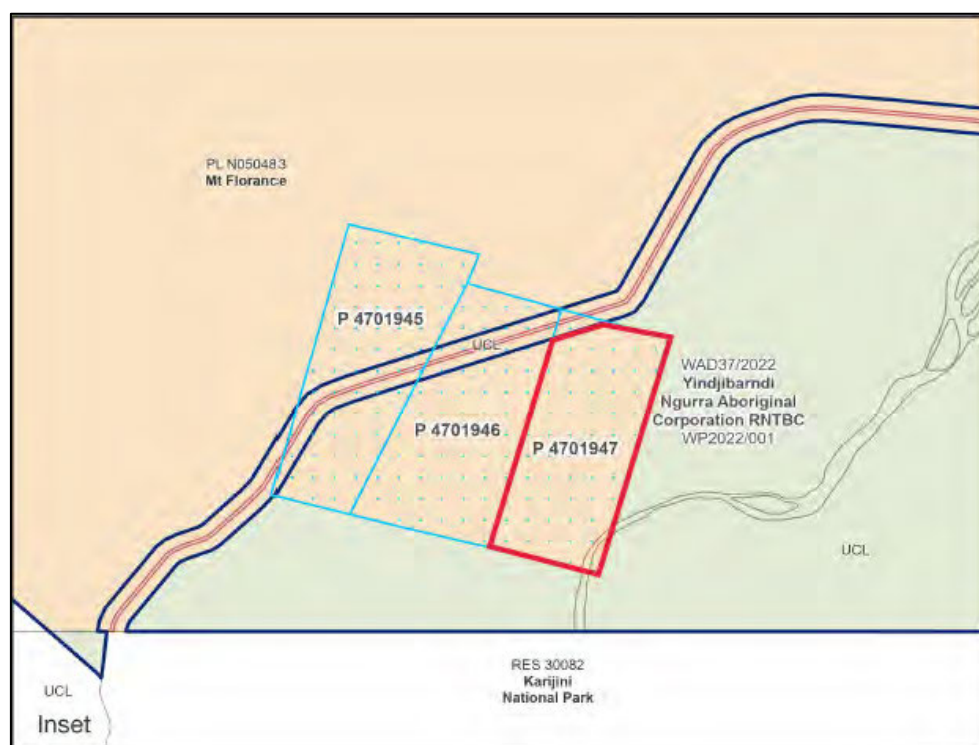 PL N050483
Mt Florance
P 4701945
UCL
WAD37/2022
Yindjibarndi
Ngurra Aboriginal
Corporation RNTBC
WP2022/001
P 4701946
P 4701947
UCL
RES 30082
Karijini
National Park
UCL
Inset